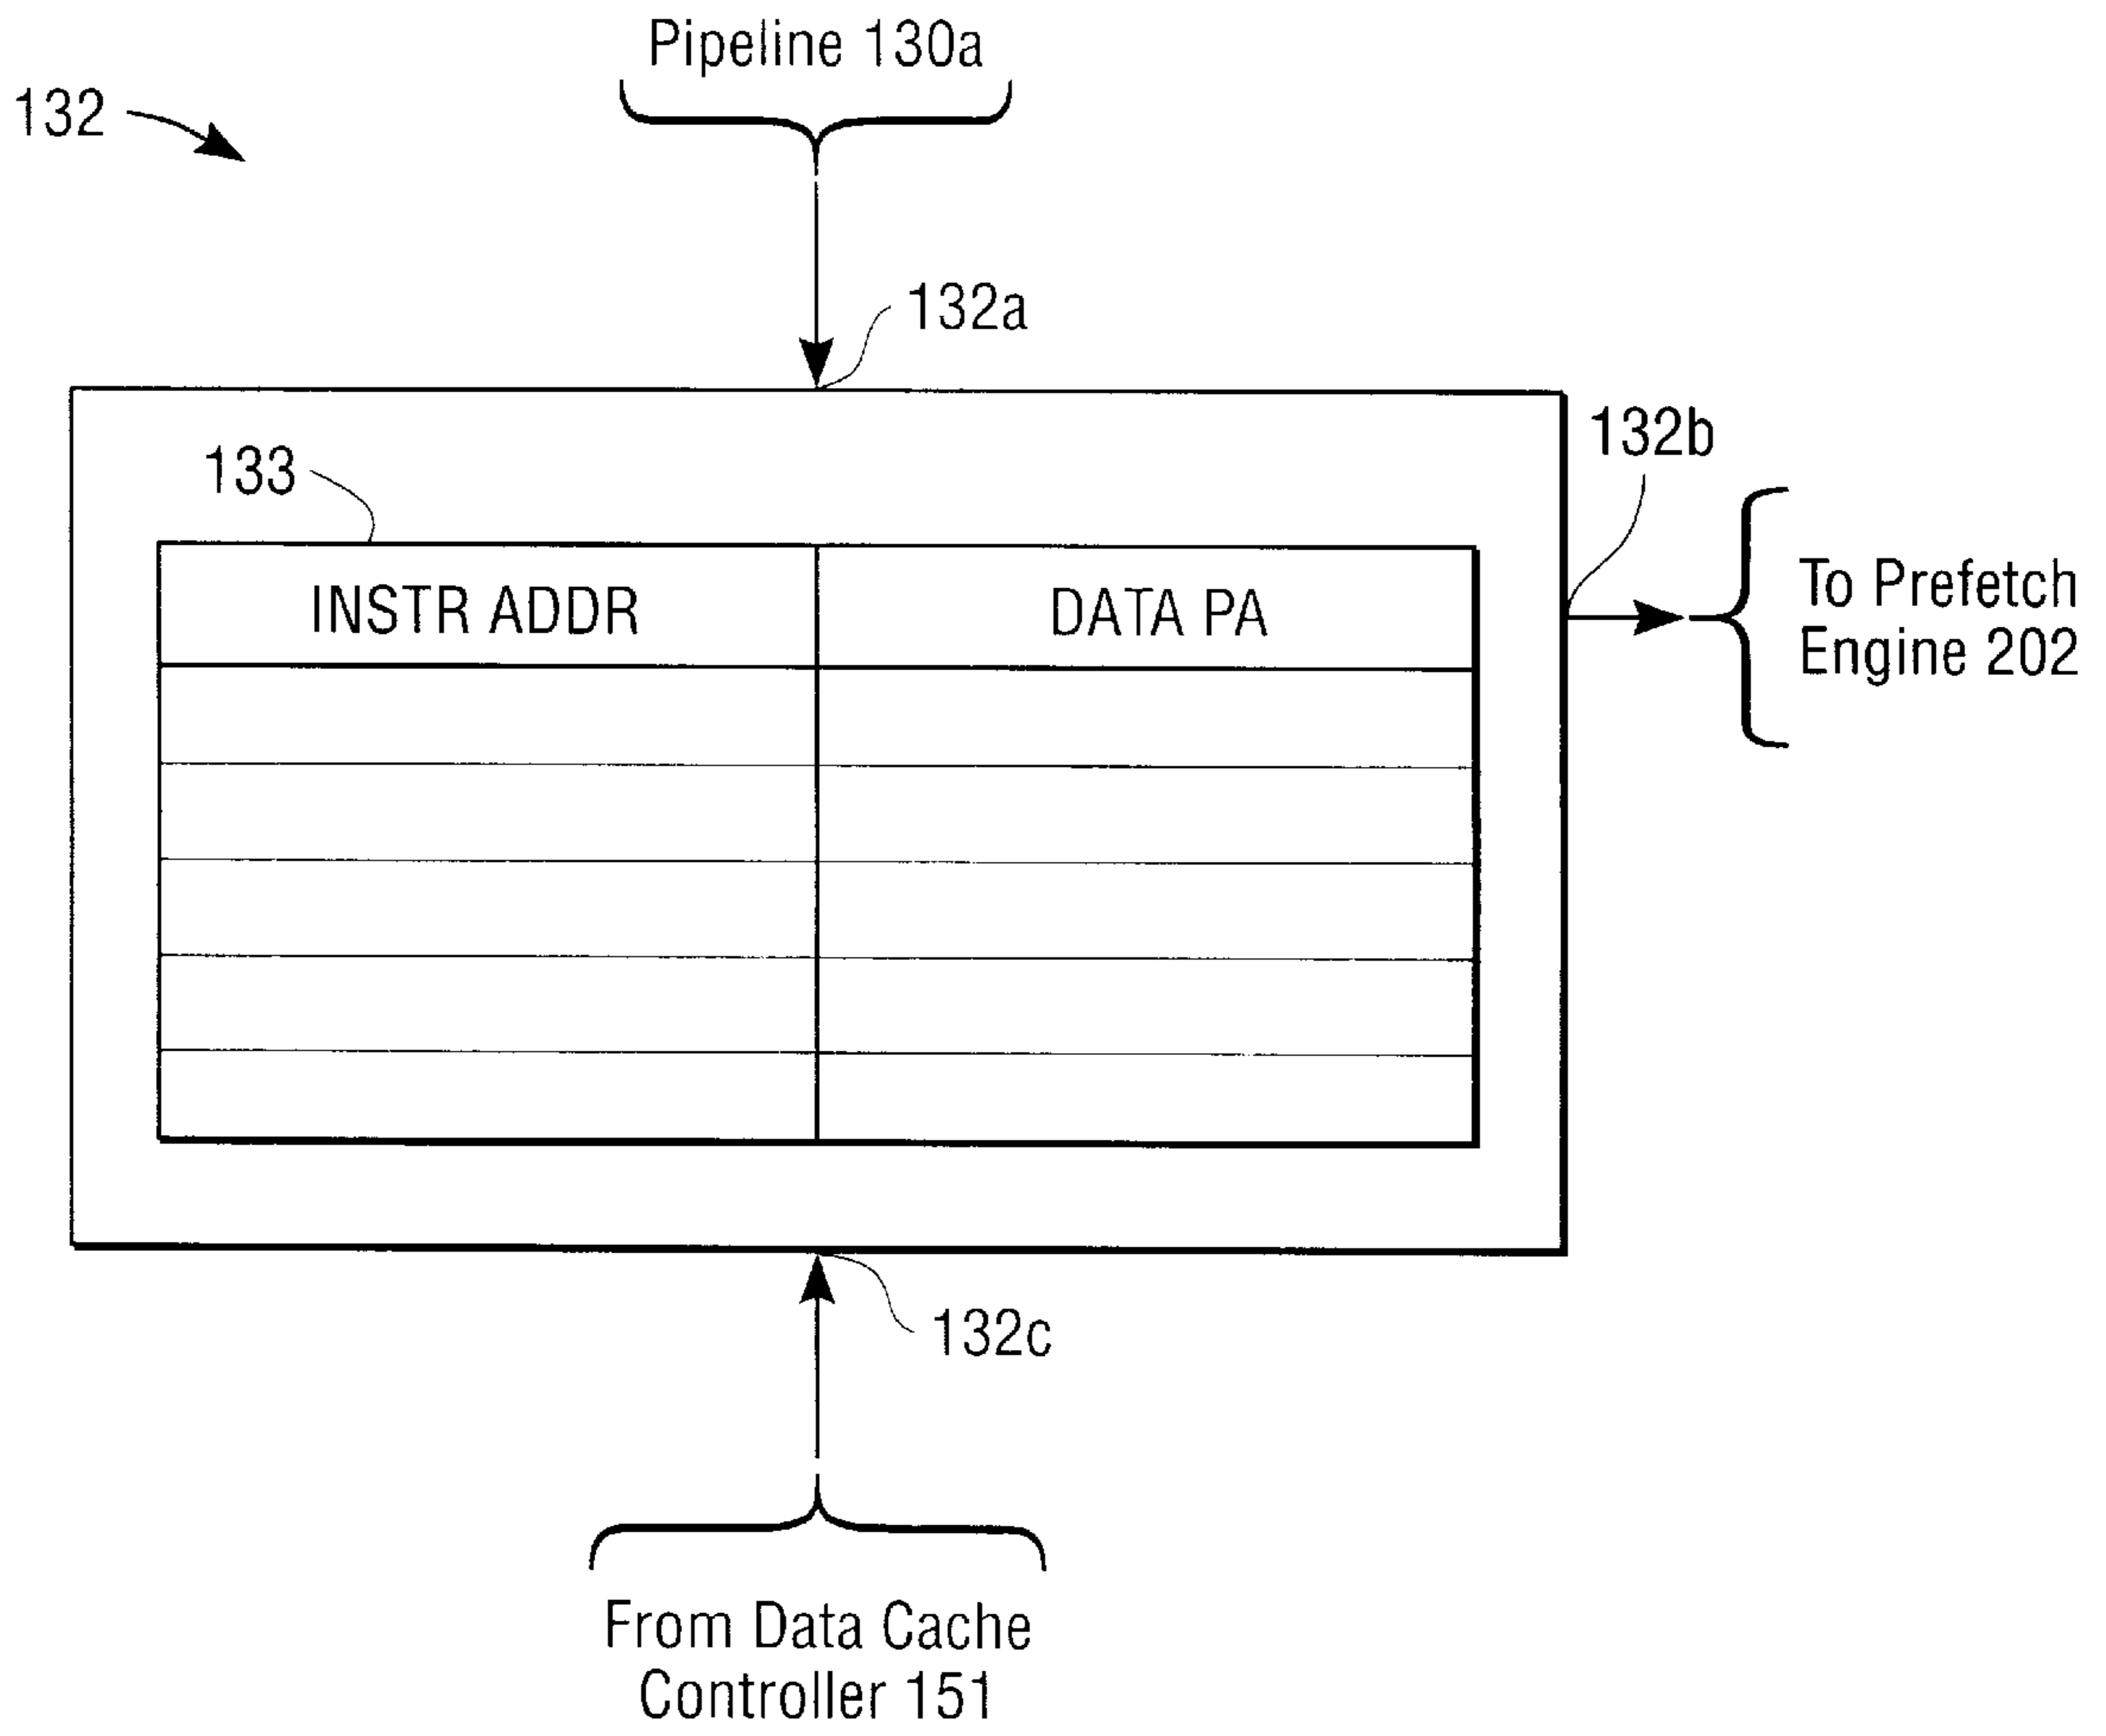 Pipeline 130a
132
132a
132b
133
INSTR ADDR
DATA PA
To Prefetch
Engine 202
132c
From Data Cache
Controller 151